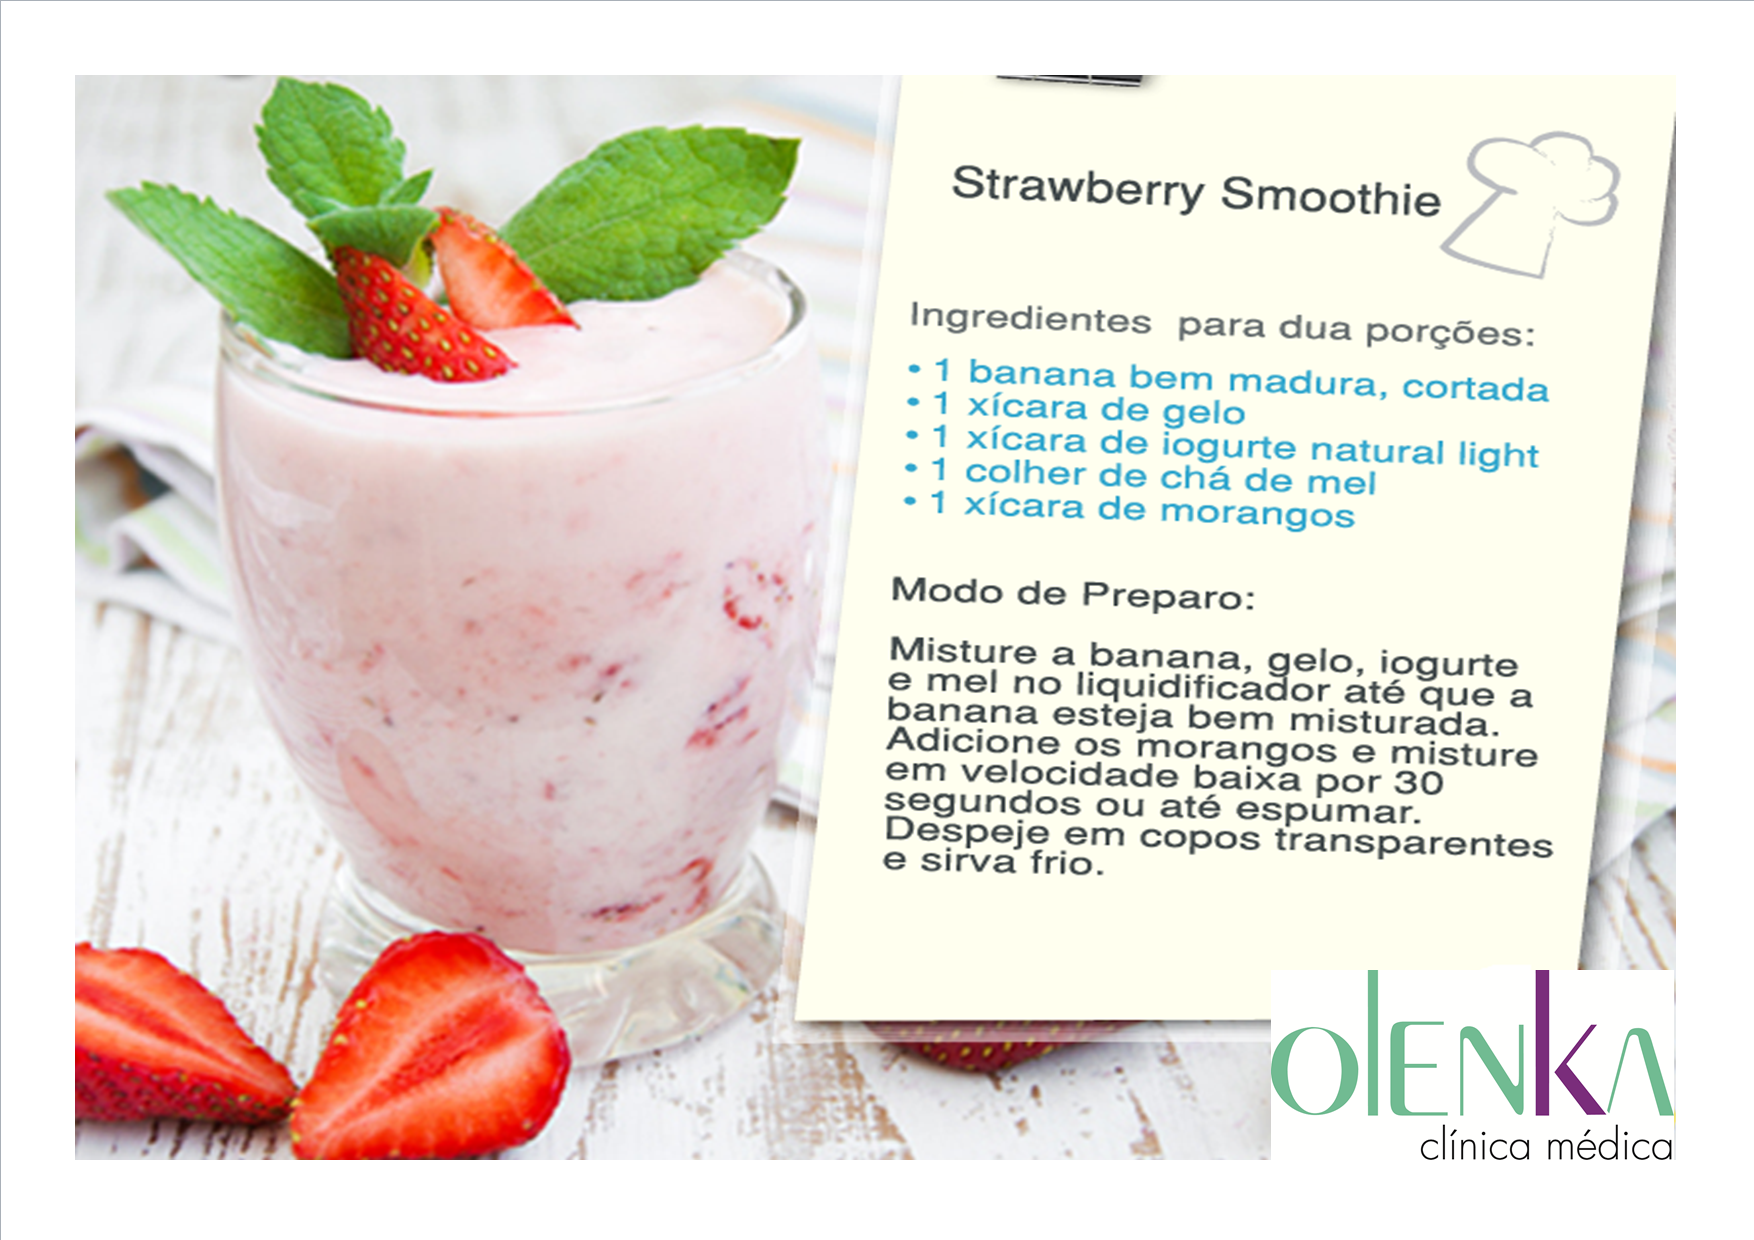 Strawberry Smoothie
Ingredientes  para dua porções:
• 1 banana bem madura, cortada
• 1 xícara de gelo
• 1 xícara de iogurte natural light
• 1 colher de chá de mel
• 1 xícara de morangos
Modo de Preparo:
Misture a banana, gelo, iogurte
e mel no liquidificador até que a
banana esteja bem misturada.
Adicione os morangos e misture
em velocidade baixa por 30
segundos ou até espumar.
Despeje em copos transparentes
e sirva frio.
OlENKA
clínica médica